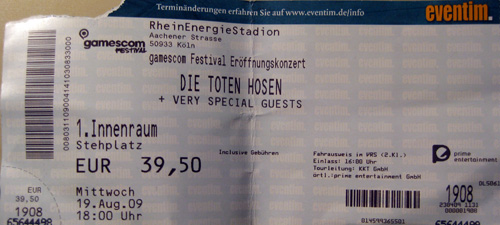 Terminänderungen erfahren Sie auf www.eventim.de/info
eventim.
RheinEnergieStadion
Aachener Strasse
50933 Köln
gamescom
FESTIVAL
gamescom Festival Eröffnungskonzert
DIE TOTEN HOSEN
+ VERY SPECIAL GUESTS
1.Innenraum
Stehplatz
Inclusive Gebühren
EUR 39,50
Mittwoch
19.Aug.09
18:00 Uhr
Fahrausweis im VRS (2.Kl.)
Einlass: 16:00 Uhr
Tourleitung: KKT GmbH
örtl.:prime entertainment GmbH
prime
entertainment
1908
01459936S501
EUR
39,50
1908
65644498